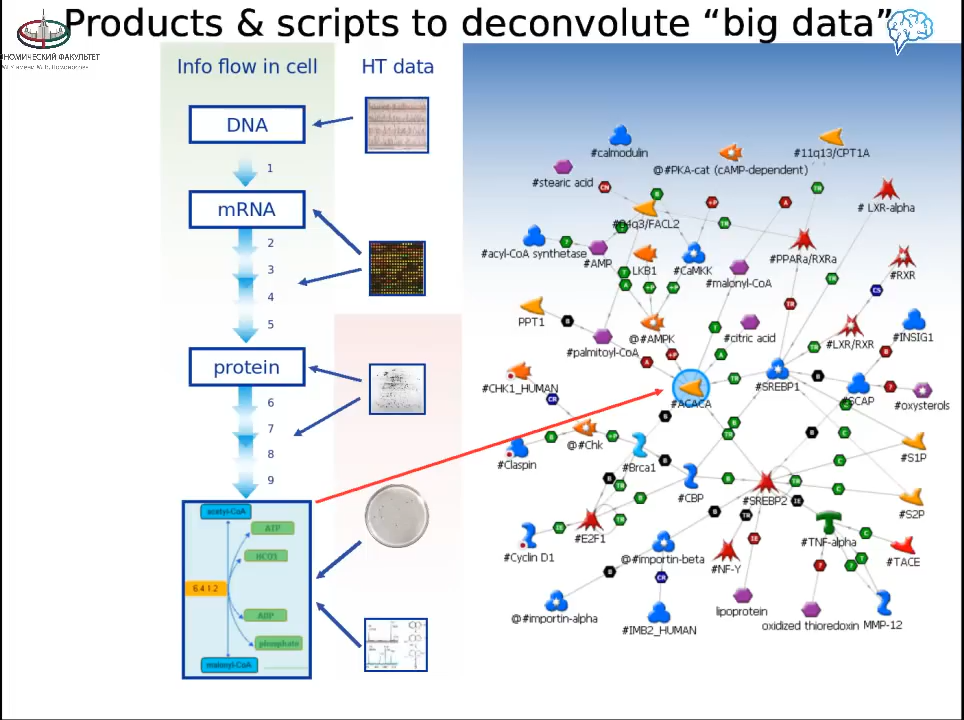 Products & scripts to deconvolute “big data”
НОМИЧЕСКИЙ ФАКУЛЬТЕТ
Info flow in cell
HT data
DNA
1
mRNA
2
3
4
5
protein
6
7
8
9
acetyl-CoA
ATP
HCO3
6.4.1.2
ADP
phosphate
malonyl-CoA
#calmodulin
@#PKA-cat (cAMP-dependent)
#11q13/CPT1A
#stearic acid
# LXR-alpha
#4q3/FACL2
#acyl-CoA synthetase
#AMP
LKB1
#CaMKK
#PPARa/RXRa
#malonyl-CoA
#RXR
PPT1
@#AMPK
#citric acid
#palmitoyl-CoA
#LXR/RXR
#INSIG1
#CHK1_HUMAN
#ACACA
#SREBP1
#SCAP
#oxysterols
@#Chk
#Claspin
#Brca1
#S1P
#CBP
#SREBP2
#S2P
#E2F1
#Cyclin D1
@#importin-beta
#NF-Y
#TNF-alpha
#TACE
@#importin-alpha
#IMB2_HUMAN
lipoprotein
oxidized thioredoxin
MMP-12